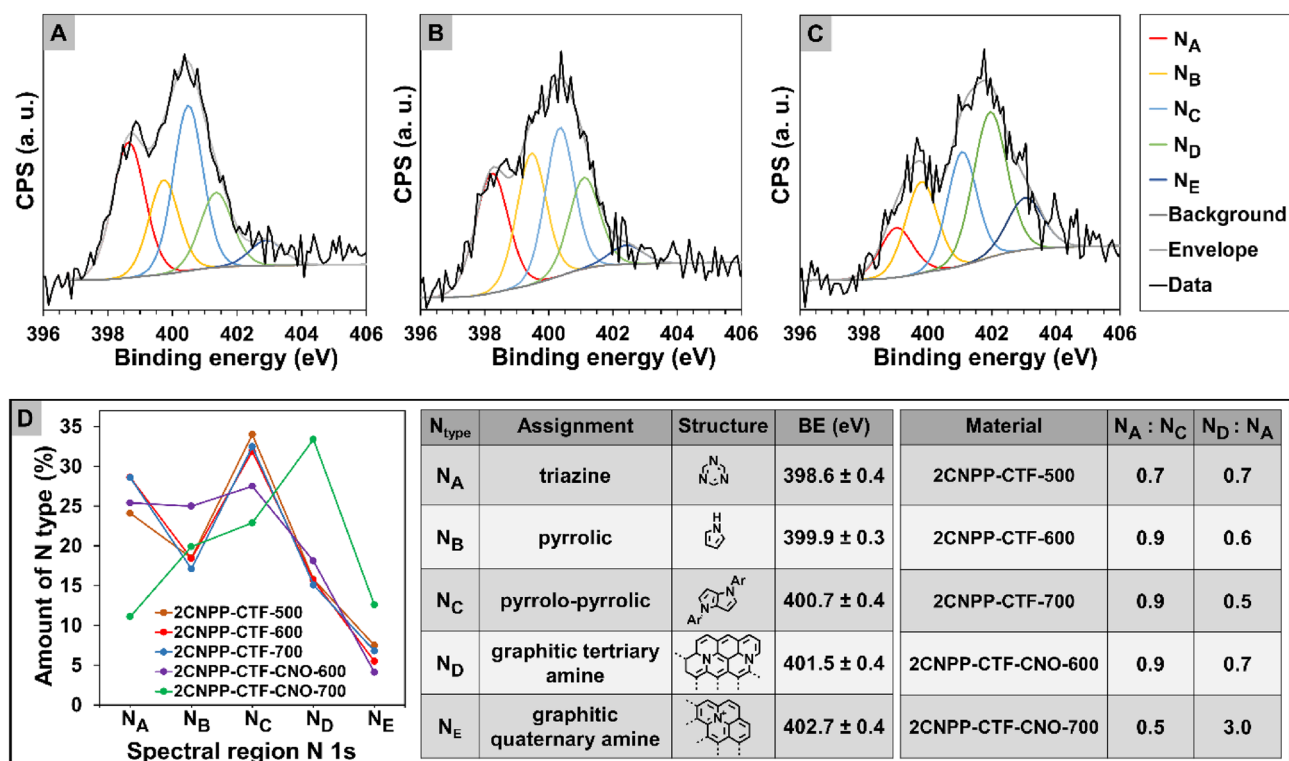 A
CPS (a. u.)
396 398 400 402 404 406
Binding energy (eV)
B
CPS (a. u.)
396 398 400 402 404 406
Binding energy (eV)
C
CPS (a. u.)
396 398 400 402 404 406
Binding energy (eV)
NA
NB
NC
ND
NE
Background
Envelope
Data
D
Amount of N type (%)
35
30
25
20
15
10
5
0
2CNPP-CTF-500
2CNPP-CTF-600
2CNPP-CTF-700
2CNPP-CTF-CNO-600
2CNPP-CTF-CNO-700
NA NB NC ND NE
Spectral region N 1s
Ntype Assignment Structure BE (eV)
NA triazine N N N 398.6 ± 0.4
NB pyrrolic H N 399.9 ± 0.3
NC pyrrolo-pyrrolic Ar N N Ar 400.7 ± 0.4
ND graphitic tertriary amine N N 401.5 ± 0.4
NE graphitic quaternary amine N+ 402.7 ± 0.4
Material NA : NC ND : NA
2CNPP-CTF-500 0.7 0.7
2CNPP-CTF-600 0.9 0.6
2CNPP-CTF-700 0.9 0.5
2CNPP-CTF-CNO-600 0.9 0.7
2CNPP-CTF-CNO-700 0.5 3.0